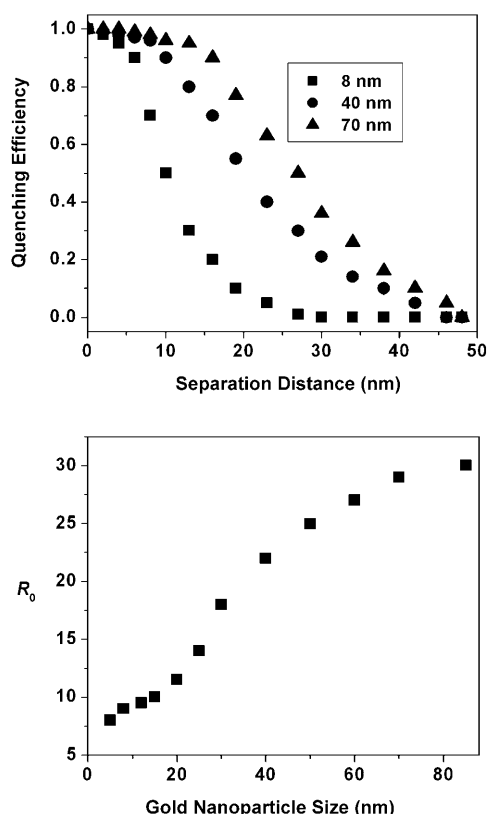 1.0
0.8
0.6
0.4
0.2
0.0
Quenching Efficiency
8 nm
40 nm
70 nm
0 10 20 30 40 50
Separation Distance (nm)
30
25
20
15
10
5
R0
0 20 40 60 80
Gold Nanoparticle Size (nm)